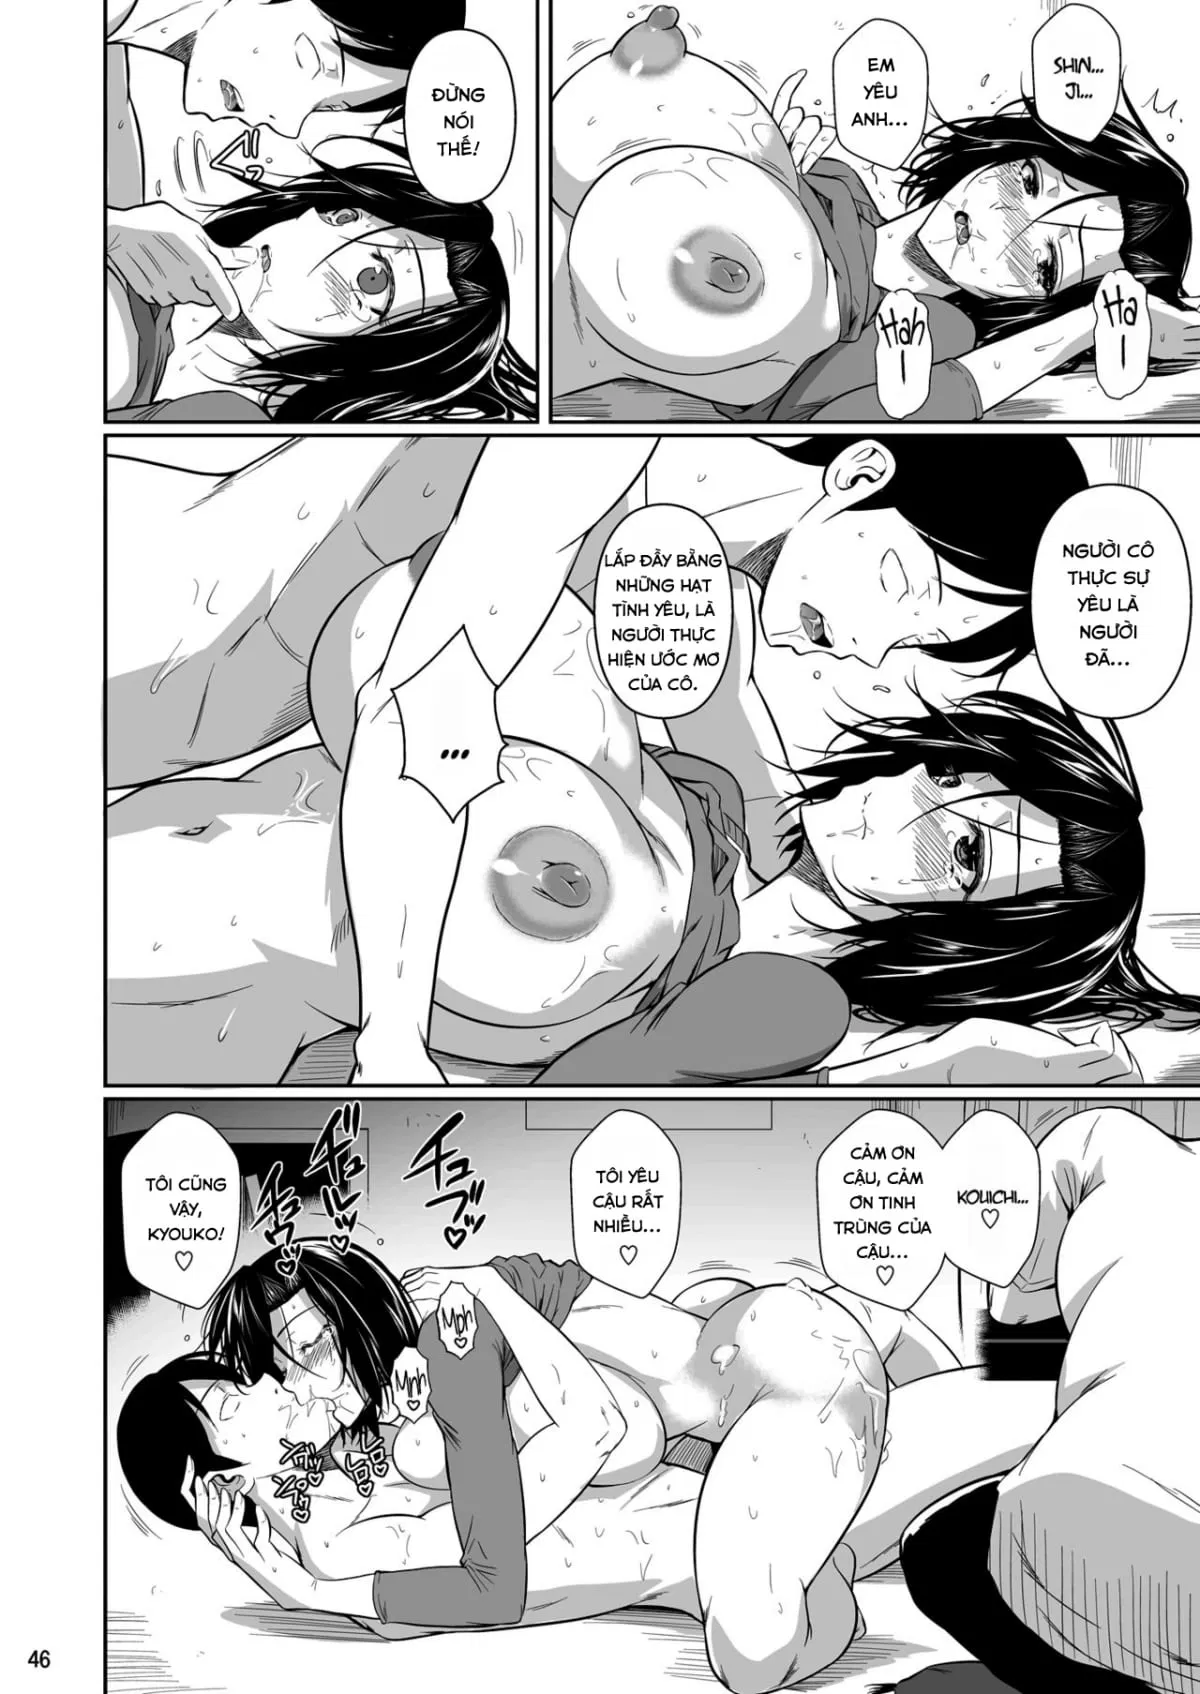 SHIN...
JI...
EM
YÊU
ANH...
Hah
Ha
ĐỪNG
NÓI
THẾ!
NGƯỜI CÔ
THỰC SỰ
YÊU LÀ
NGƯỜI
ĐÃ...
LẮP ĐẦY BẰNG
NHỮNG HẠT
TÌNH YÊU, LÀ
NGƯỜI THỰC
HIỆN ƯỚC MƠ
CỦA CÔ.
...
KOUICHI...
♡
CẢM ƠN
CẬU, CẢM
ƠN TINH
TRÙNG CỦA
CẬU...
♡
TÔI YÊU
CẬU RẤT
NHIỀU...
♡
チュブッ♡
Mph
♡
Mnh
♡
TÔI CŨNG
VẬY,
KYOUKO!
♡
46